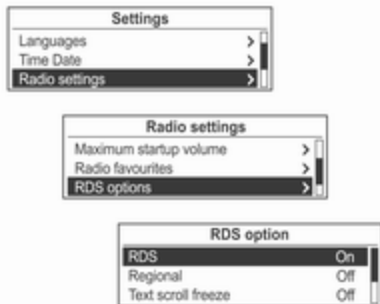 Settings
Languages >
Time Date >
Radio settings >
Radio settings
Maximum startup volume >
Radio favourites >
RDS options >
RDS option
RDS On
Regional Off
Text scroll freeze Off